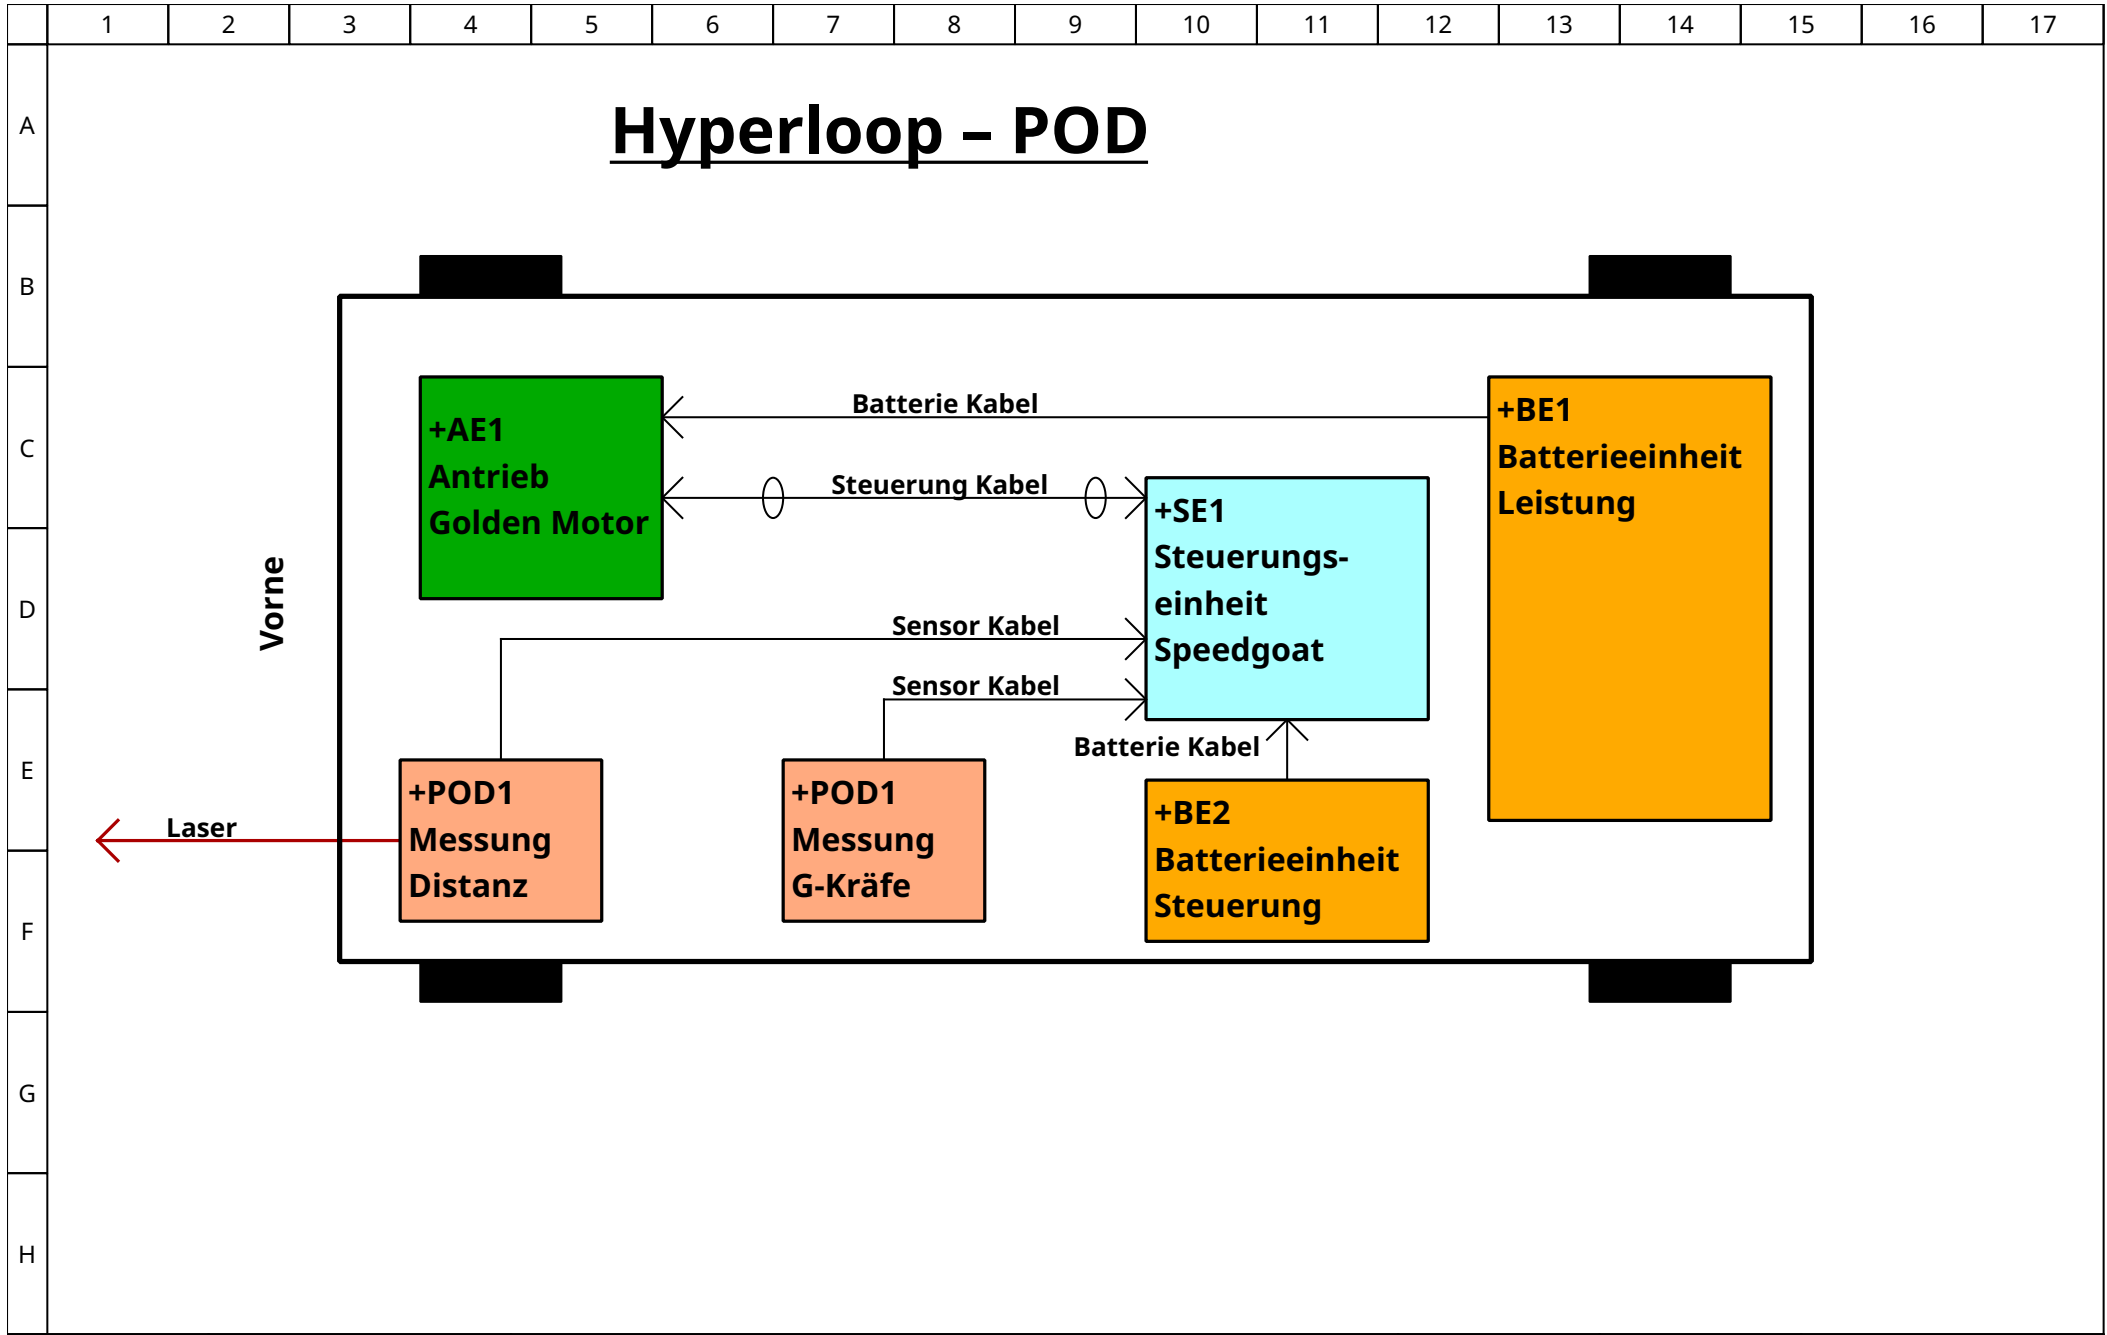 1 2 3 4 5 6 7 8 9 10 11 12 13 14 15 16 17
A
B
C
D
E
F
G
H
Hyperloop – POD
Vorne
+AE1
Antrieb
Golden Motor
Batterie Kabel
Steuerung Kabel
+BE1
Batterieeinheit
Leistung
+SE1
Steuerungs-
einheit
Speedgoat
Sensor Kabel
Sensor Kabel
Batterie Kabel
Laser
+POD1
Messung
Distanz
+POD1
Messung
G-Kräfe
+BE2
Batterieeinheit
Steuerung